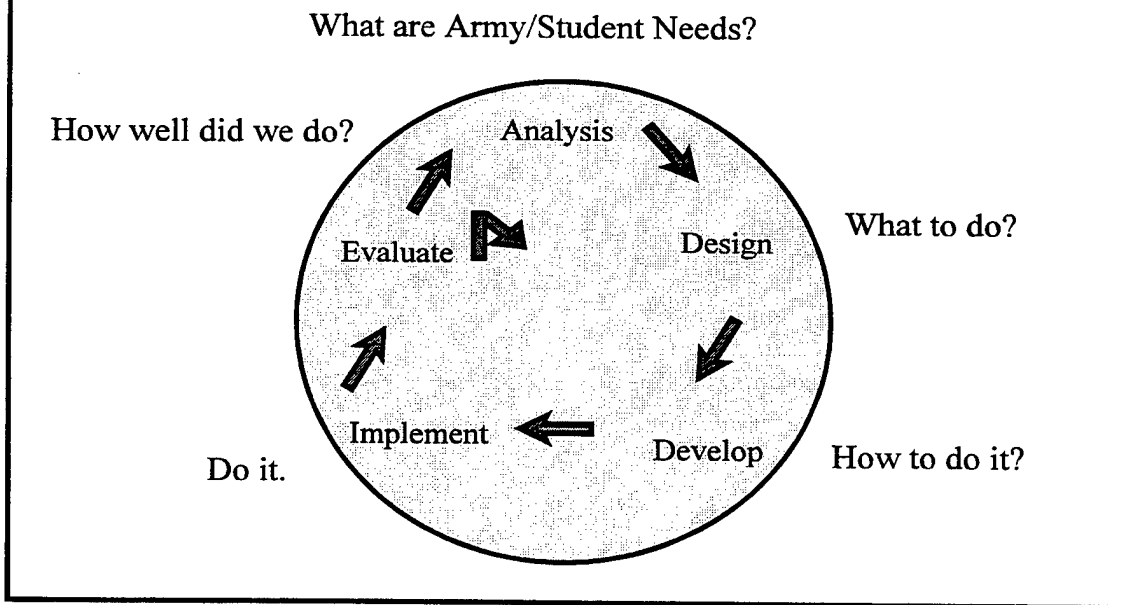 What are Army/Student Needs?
How well did we do?
Analysis
What to do?
Evaluate
Design
Implement
Develop
How to do it?
Do it.